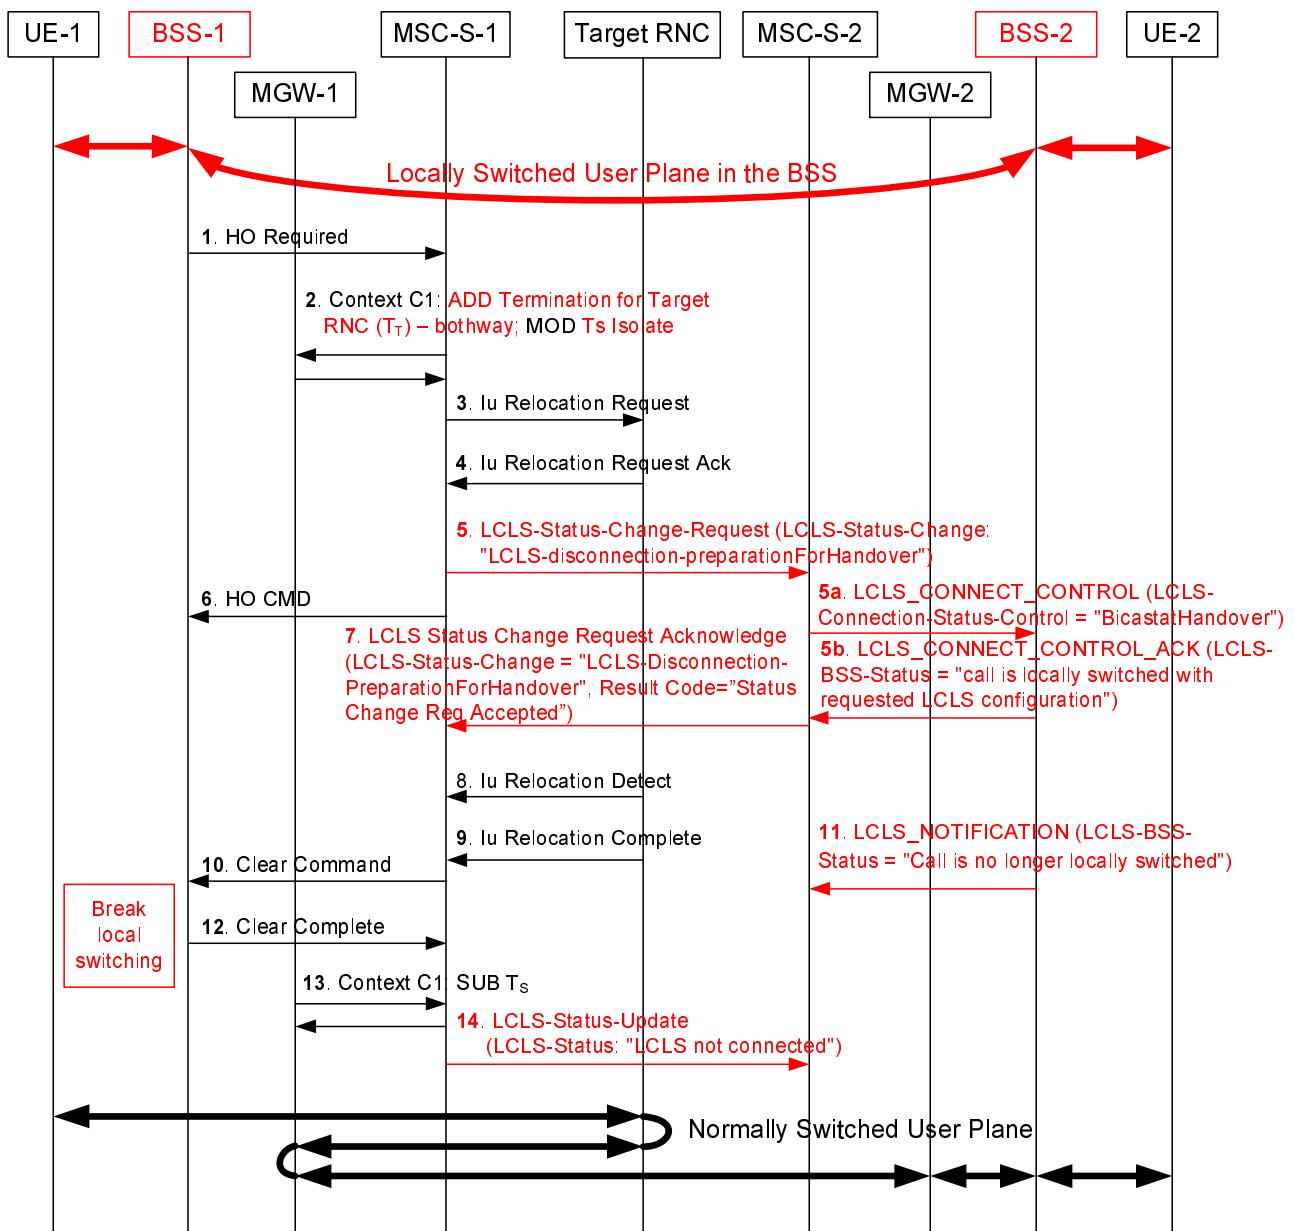 UE-1
BSS-1
MSC-S-1
Target RNC
MSC-S-2
BSS-2
UE-2
MGW-1
MGW-2
Locally Switched User Plane in the BSS
1. HO Required
2. Context C1: ADD Termination for Target
RNC (TT) – bothway; MOD Ts Isolate
3. Iu Relocation Request
4. Iu Relocation Request Ack
5. LCLS-Status-Change-Request (LCLS-Status-Change:
"LCLS-disconnection-preparationForHandover")
5a. LCLS_CONNECT_CONTROL (LCLS-
Connection-Status-Control = "BicastatHandover")
6. HO CMD
7. LCLS Status Change Request Acknowledge
(LCLS-Status-Change = "LCLS-Disconnection-
PreparationForHandover", Result Code=”Status
Change Req Accepted”)
5b. LCLS_CONNECT_CONTROL_ACK (LCLS-
BSS-Status = "call is locally switched with
requested LCLS configuration")
8. Iu Relocation Detect
9. Iu Relocation Complete
11. LCLS_NOTIFICATION (LCLS-BSS-
Status = "Call is no longer locally switched")
10. Clear Command
Break
local
switching
12. Clear Complete
13. Context C1: SUB TS
14. LCLS-Status-Update
(LCLS-Status: "LCLS not connected")
Normally Switched User Plane